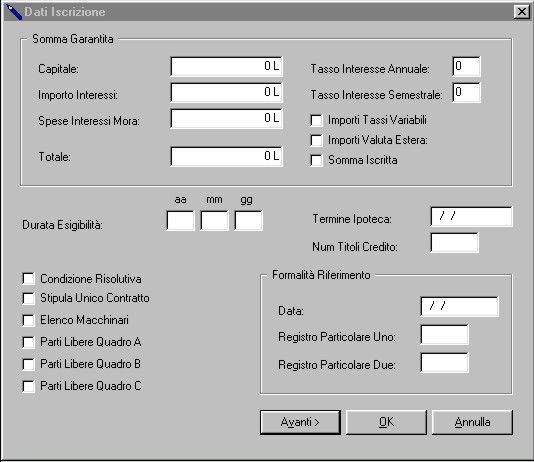 Dati Iscrizione
Somma Garantita
Capitale: 0 L Tasso Interesse Annuale: 0
Importo Interessi: 0 L Tasso Interesse Semestrale: 0
Spese Interessi Mora: 0 L Importi Tassi Variabili
Importi Valuta Estera:
Totale: 0 L Somma Iscritta
aa mm gg
Durata Esigibilità: Termine Ipoteca: / /
Num Titoli Credito:
Condizione Risolutiva
Stipula Unico Contratto
Elenco Macchinari
Parti Libere Quadro A
Parti Libere Quadro B
Parti Libere Quadro C
Formalità Riferimento
Data: / /
Registro Particolare Uno:
Registro Particolare Due:
Avanti > OK Annulla